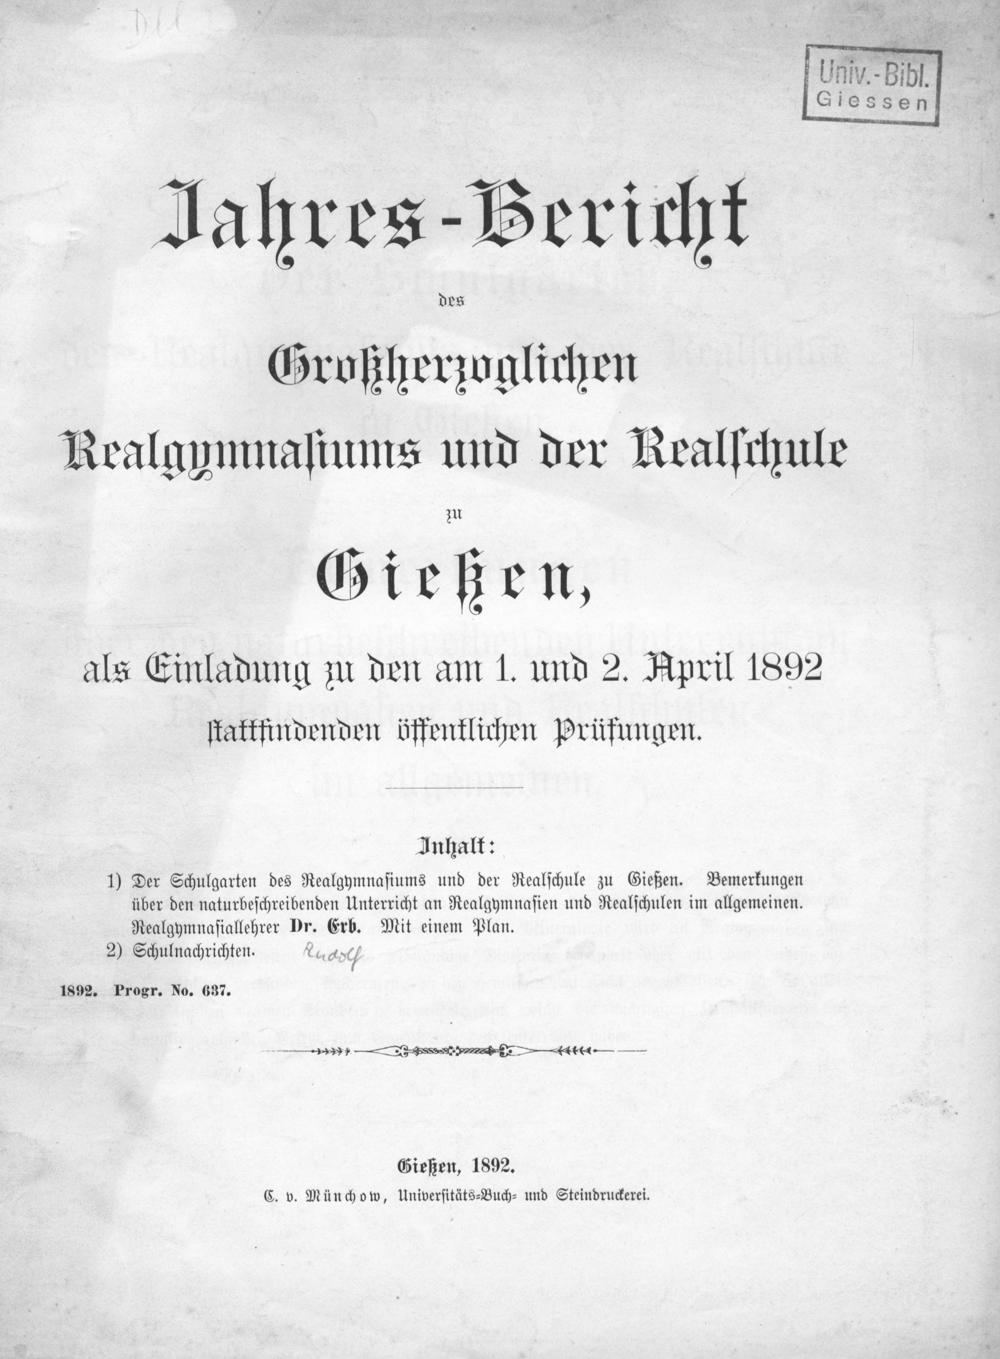 Univ.-Bibl.
Giessen
Jahres-Bericht
des
Großherzoglichen
Realgymnasiums und der Realschule
zu
Gießen,
als Einladung zu den am 1. und 2. April 1892
stattfindenden öffentlichen Prüfungen.
Inhalt:
1) Der Schulgarten des Realgymnasiums und der Realschule zu Gießen. Bemerkungen
über den naturbeschreibenden Unterricht an Realgymnasien und Realschulen im allgemeinen.
Realgymnasiallehrer Dr. Erb. Mit einem Plan.
2) Schulnachrichten. Rudolf
1892. Progr. No. 637.
Gießen, 1892.
C. v. Münchow, Universitäts-Buch- und Steindruckerei.